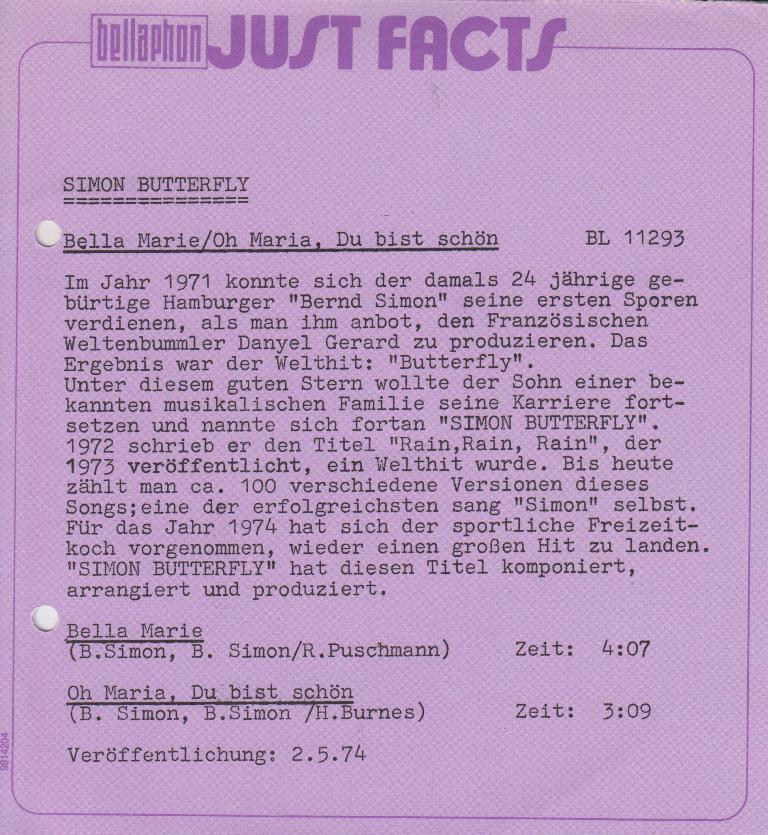 bellaphon JUST FACTS
SIMON BUTTERFLY
Bella Marie/Oh Maria, Du bist schön BL 11293
Im Jahr 1971 konnte sich der damals 24 jährige ge-
bürtige Hamburger "Bernd Simon" seine ersten Sporen
verdienen, als man ihm anbot, den Französischen
Weltenbummler Danyel Gerard zu produzieren. Das
Ergebnis war der Welthit: "Butterfly".
Unter diesem guten Stern wollte der Sohn einer be-
kannten musikalischen Familie seine Karriere fort-
setzen und nannte sich fortan "SIMON BUTTERFLY".
1972 schrieb er den Titel "Rain,Rain, Rain", der
1973 veröffentlicht, ein Welthit wurde. Bis heute
zählt man ca. 100 verschiedene Versionen dieses
Songs;eine der erfolgreichsten sang "Simon" selbst.
Für das Jahr 1974 hat sich der sportliche Freizeit-
koch vorgenommen, wieder einen großen Hit zu landen.
"SIMON BUTTERFLY" hat diesen Titel komponiert,
arrangiert und produziert.
Bella Marie
(B.Simon, B. Simon/R.Puschmann) Zeit: 4:07
Oh Maria, Du bist schön
(B. Simon, B.Simon /H.Burnes) Zeit: 3:09
Veröffentlichung: 2.5.74
9814204